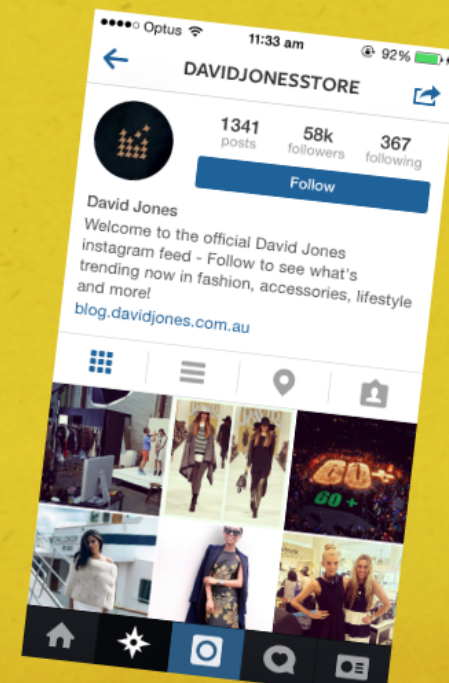 Optus 11:33 am 92%
DAVIDJONESSTORE
1341 58k 367
posts followers following
Follow
David Jones
Welcome to the official David Jones
instagram feed - Follow to see what's
trending now in fashion, accessories, lifestyle
and more!
blog.davidjones.com.au
60+
60+